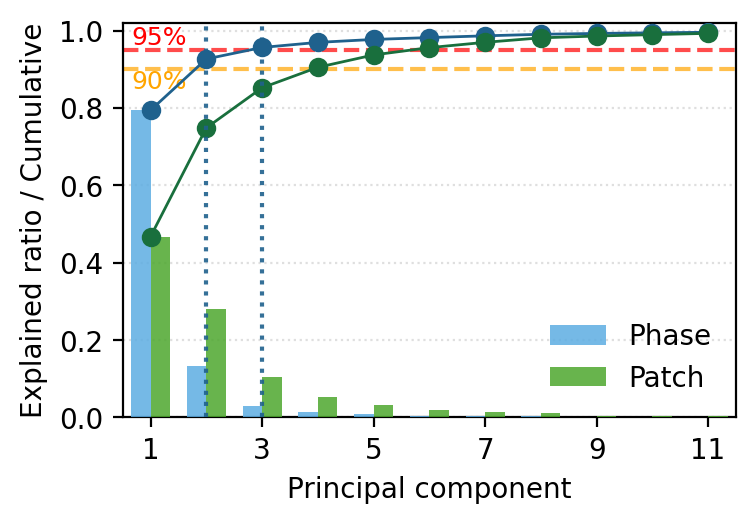 Explained ratio / Cumulative
1.0
0.8
0.6
0.4
0.2
0.0
95%
90%
Phase
Patch
1 3 5 7 9 11
Principal component